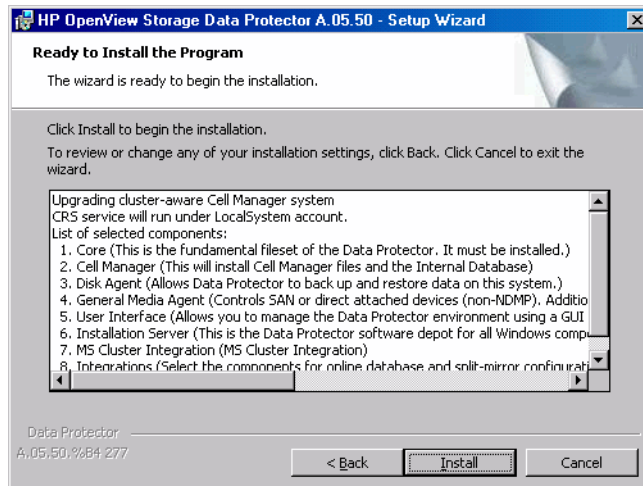 HP OpenView Storage Data Protector A.05.50 - Setup Wizard
Ready to Install the Program
The wizard is ready to begin the installation.
Click Install to begin the installation.
To review or change any of your installation settings, click Back. Click Cancel to exit the
wizard.
Upgrading cluster-aware Cell Manager system
CRS service will run under LocalSystem account.
List of selected components:
1. Core (This is the fundamental fileset of the Data Protector. It must be installed.)
2. Cell Manager (This will install Cell Manager files and the Internal Database)
3. Disk Agent (Allows Data Protector to back up and restore data on this system.)
4. General Media Agent (Controls SAN or direct attached devices (non-NDMP). Additio
5. User Interface (Allows you to manage the Data Protector environment using a GUI
6. Installation Server (This is the Data Protector software depot for all Windows comp
7. MS Cluster Integration (MS Cluster Integration)
8. Integrations (Select the components for online database and split-mirror configurati
Data Protector
A.05.50.%B4 277
< Back
Install
Cancel